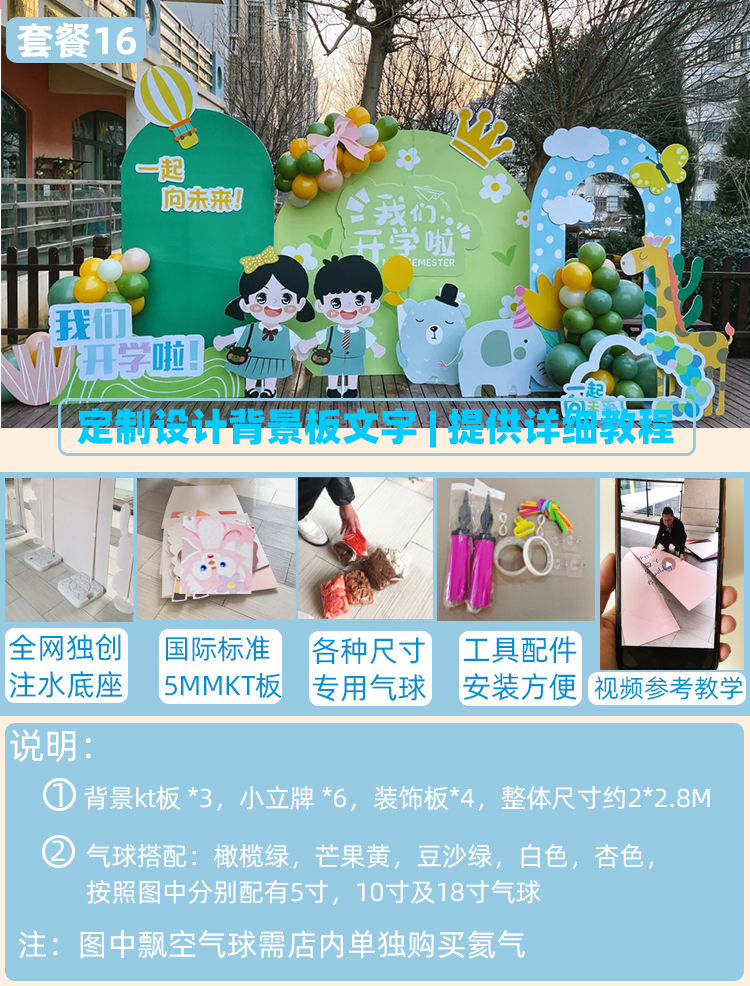 套餐16
一起
向未来!
我们
开学啦
我们
开学啦!
一起
定制设计背景板文字 | 提供详细教程
全网独创
注水底座
国际标准
5MMKT板
各种尺寸
专用气球
工具配件
安装方便
视频参考教学
说明:
① 背景kt板 *3，小立牌 *6，装饰板*4，整体尺寸约2*2.8M
② 气球搭配：橄榄绿，芒果黄，豆沙绿，白色，杏色，
按照图中分别配有5寸，10寸及18寸气球
注：图中飘空气球需店内单独购买氦气